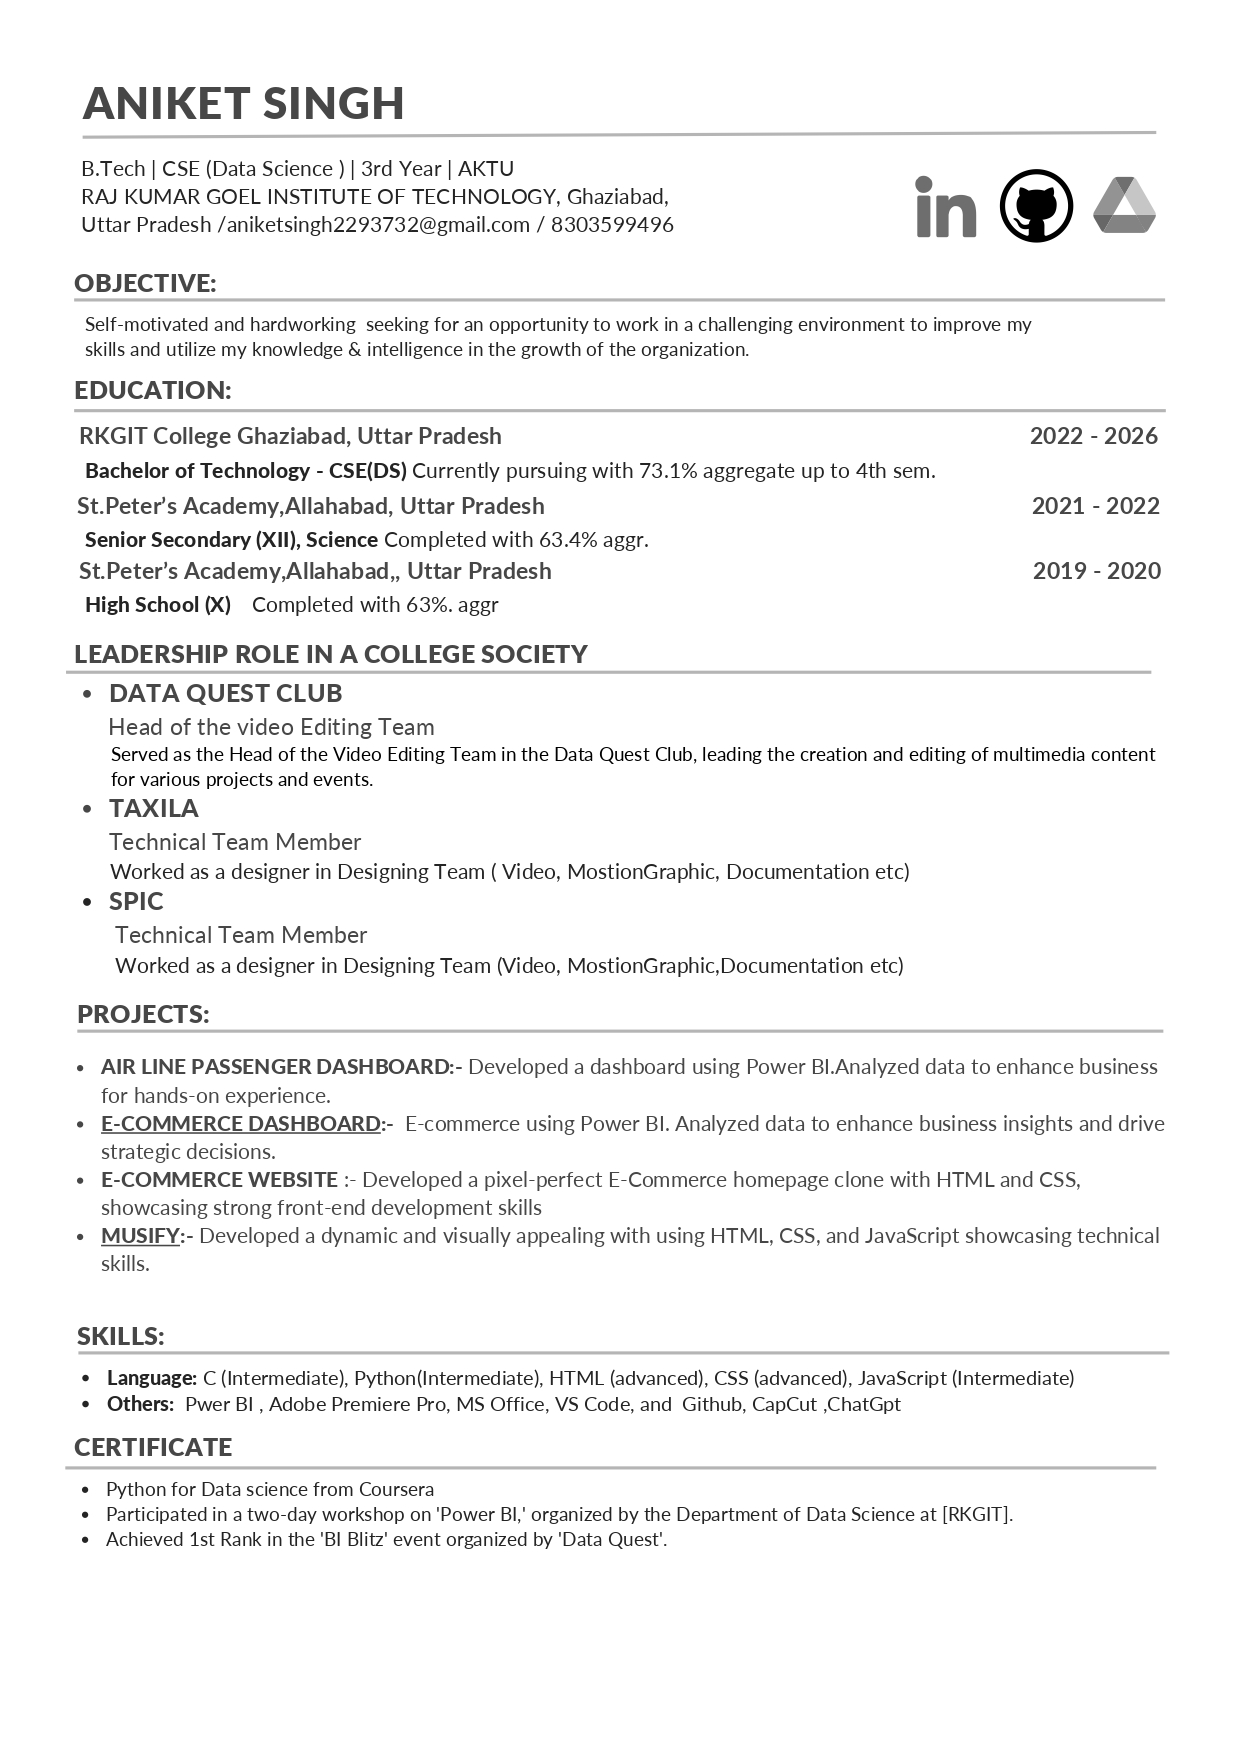 ANIKET SINGH
B.Tech | CSE (Data Science ) | 3rd Year | AKTU
RAJ KUMAR GOEL INSTITUTE OF TECHNOLOGY, Ghaziabad,
Uttar Pradesh /aniketsingh2293732@gmail.com / 8303599496
in
OBJECTIVE:
Self-motivated and hardworking  seeking for an opportunity to work in a challenging environment to improve my
skills and utilize my knowledge & intelligence in the growth of the organization.
EDUCATION:
RKGIT College Ghaziabad, Uttar Pradesh 2022 - 2026
Bachelor of Technology - CSE(DS) Currently pursuing with 73.1% aggregate up to 4th sem.
St.Peter’s Academy,Allahabad, Uttar Pradesh 2021 - 2022
Senior Secondary (XII), Science Completed with 63.4% aggr.
St.Peter’s Academy,Allahabad,, Uttar Pradesh 2019 - 2020
High School (X)   Completed with 63%. aggr
LEADERSHIP ROLE IN A COLLEGE SOCIETY
• DATA QUEST CLUB
Head of the video Editing Team
Served as the Head of the Video Editing Team in the Data Quest Club, leading the creation and editing of multimedia content
for various projects and events.
• TAXILA
Technical Team Member
Worked as a designer in Designing Team ( Video, MostionGraphic, Documentation etc)
• SPIC
Technical Team Member
Worked as a designer in Designing Team (Video, MostionGraphic,Documentation etc)
PROJECTS:
• AIR LINE PASSENGER DASHBOARD:- Developed a dashboard using Power BI.Analyzed data to enhance business
for hands-on experience.
• E-COMMERCE DASHBOARD:-  E-commerce using Power BI. Analyzed data to enhance business insights and drive
strategic decisions.
• E-COMMERCE WEBSITE :- Developed a pixel-perfect E-Commerce homepage clone with HTML and CSS,
showcasing strong front-end development skills
• MUSIFY:- Developed a dynamic and visually appealing with using HTML, CSS, and JavaScript showcasing technical
skills.
SKILLS:
• Language: C (Intermediate), Python(Intermediate), HTML (advanced), CSS (advanced), JavaScript (Intermediate)
• Others:  Pwer BI , Adobe Premiere Pro, MS Office, VS Code, and  Github, CapCut ,ChatGpt
CERTIFICATE
• Python for Data science from Coursera
• Participated in a two-day workshop on 'Power BI,' organized by the Department of Data Science at [RKGIT].
• Achieved 1st Rank in the 'BI Blitz' event organized by 'Data Quest'.